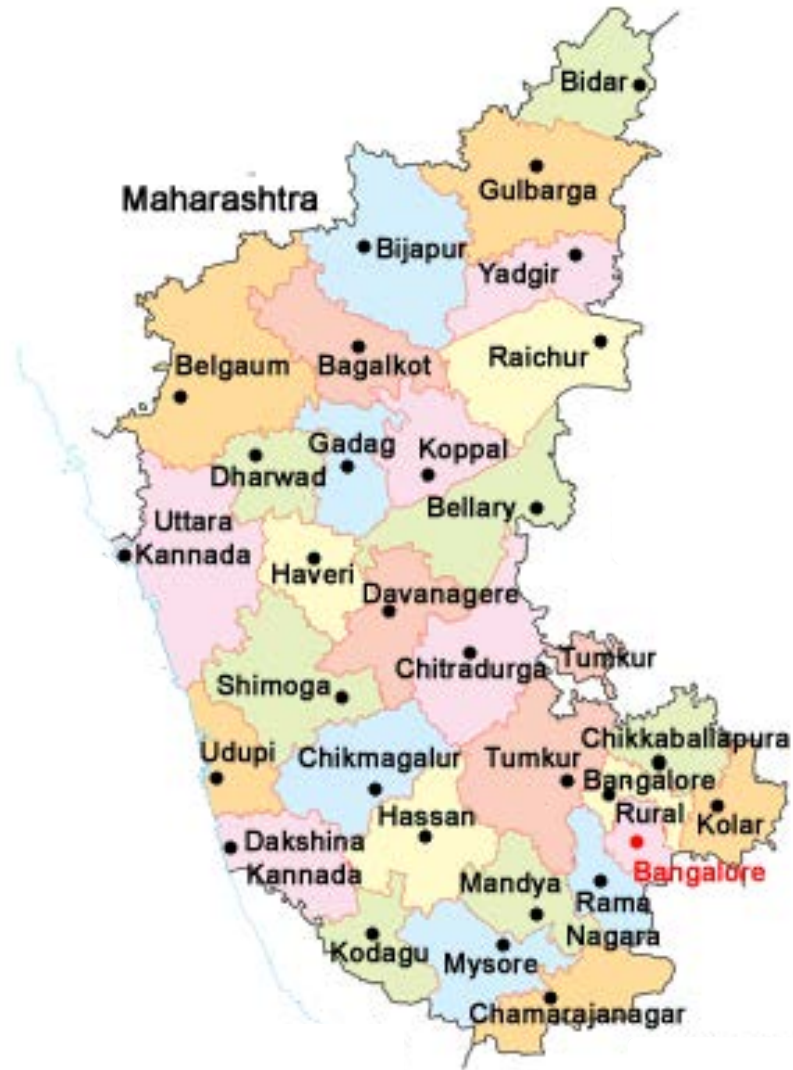 Bidar
Gulbarga
Maharashtra
Bijapur
Yadgir
Raichur
Belgaum
Bagalkot
Gadag
Koppal
Dharwad
Bellary
Uttara
Kannada
Haveri
Davanagere
Chitradurga
Tumkur
Shimoga
Chikkaballapura
Udupi
Chikmagalur
Tumkur
Bangalore
Rural
Kolar
Hassan
Dakshina
Kannada
Bangalore
Mandya
Rama
Nagara
Kodagu
Mysore
Chamarajanagar